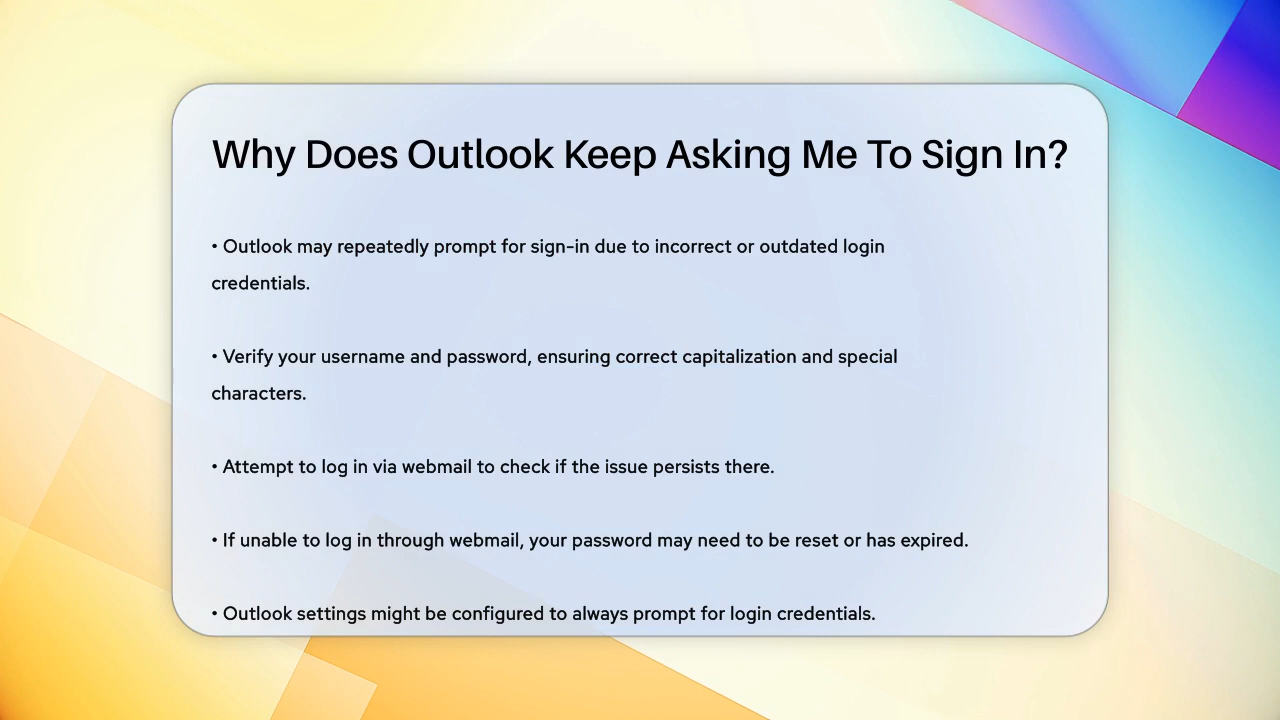 Why Does Outlook Keep Asking Me To Sign In?
• Outlook may repeatedly prompt for sign-in due to incorrect or outdated login
credentials.
• Verify your username and password, ensuring correct capitalization and special
characters.
• Attempt to log in via webmail to check if the issue persists there.
• If unable to log in through webmail, your password may need to be reset or has expired.
• Outlook settings might be configured to always prompt for login credentials.